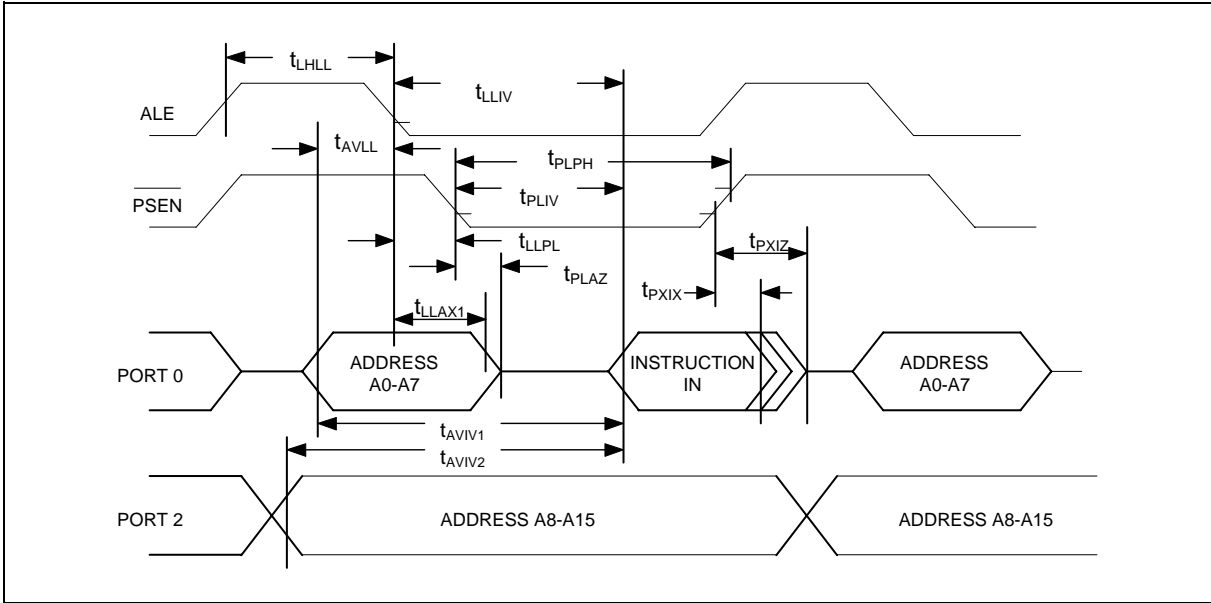 tLHLL
tLLIV
ALE
tAVLL
tPLPH
PSEN
tPLIV
tLLPL
tPXIZ
tPLAZ
tPXIX
tLLAX1
PORT 0
ADDRESS
A0-A7
INSTRUCTION
IN
ADDRESS
A0-A7
tAVIV1
tAVIV2
PORT 2
ADDRESS A8-A15
ADDRESS A8-A15